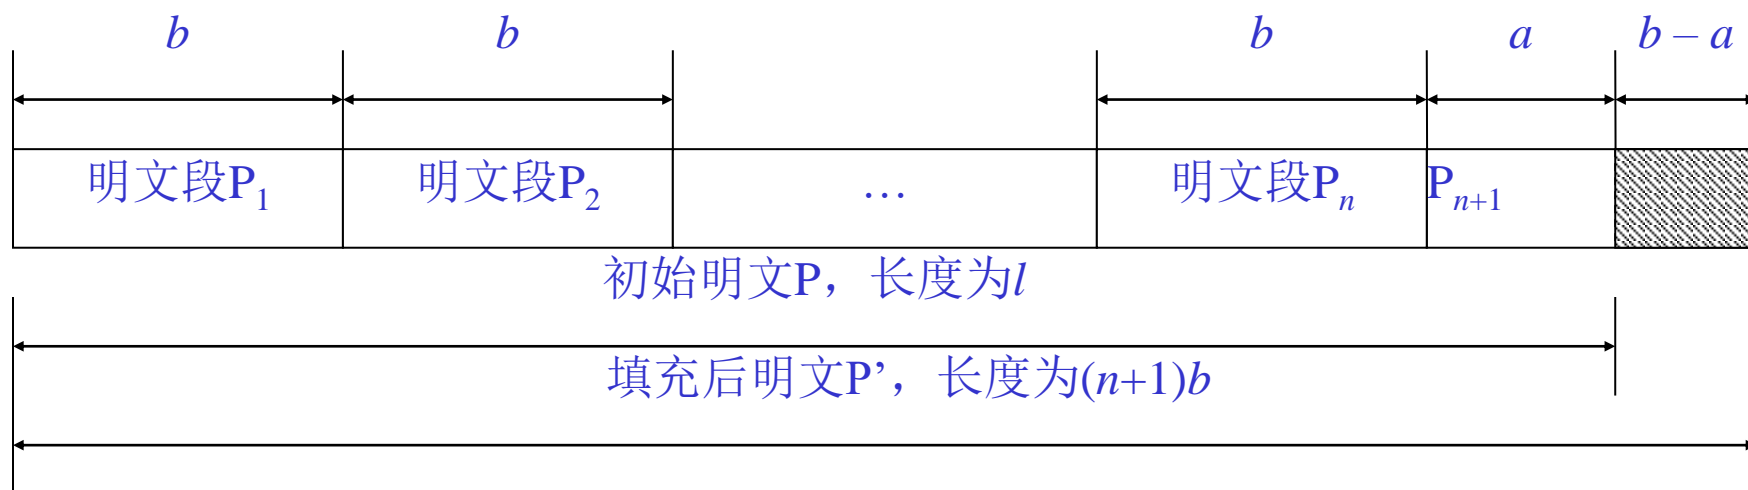 b b b a b – a
明文段P₁ 明文段P₂ … 明文段Pₙ Pₙ₊₁
初始明文P，长度为l
填充后明文P’，长度为(n+1)b